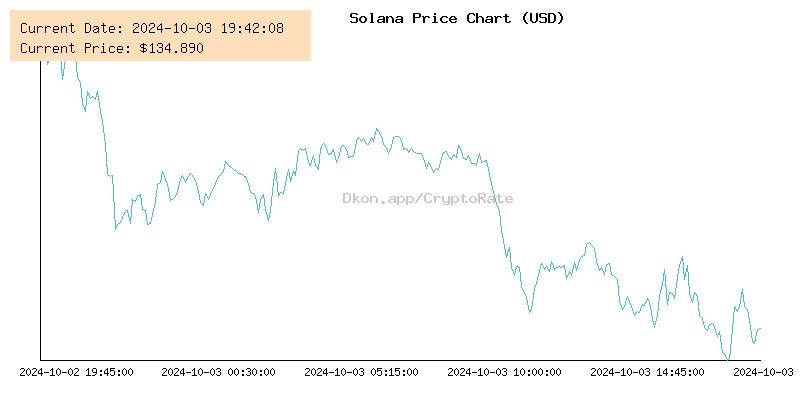 Solana Price Chart (USD)
Current Date: 2024-10-03 19:42:08
Current Price: $134.890
Dkon.app/CryptoRate
2024-10-02 19:45:00 2024-10-03 00:30:00 2024-10-03 05:15:00 2024-10-03 10:00:00 2024-10-03 14:45:00 2024-10-03